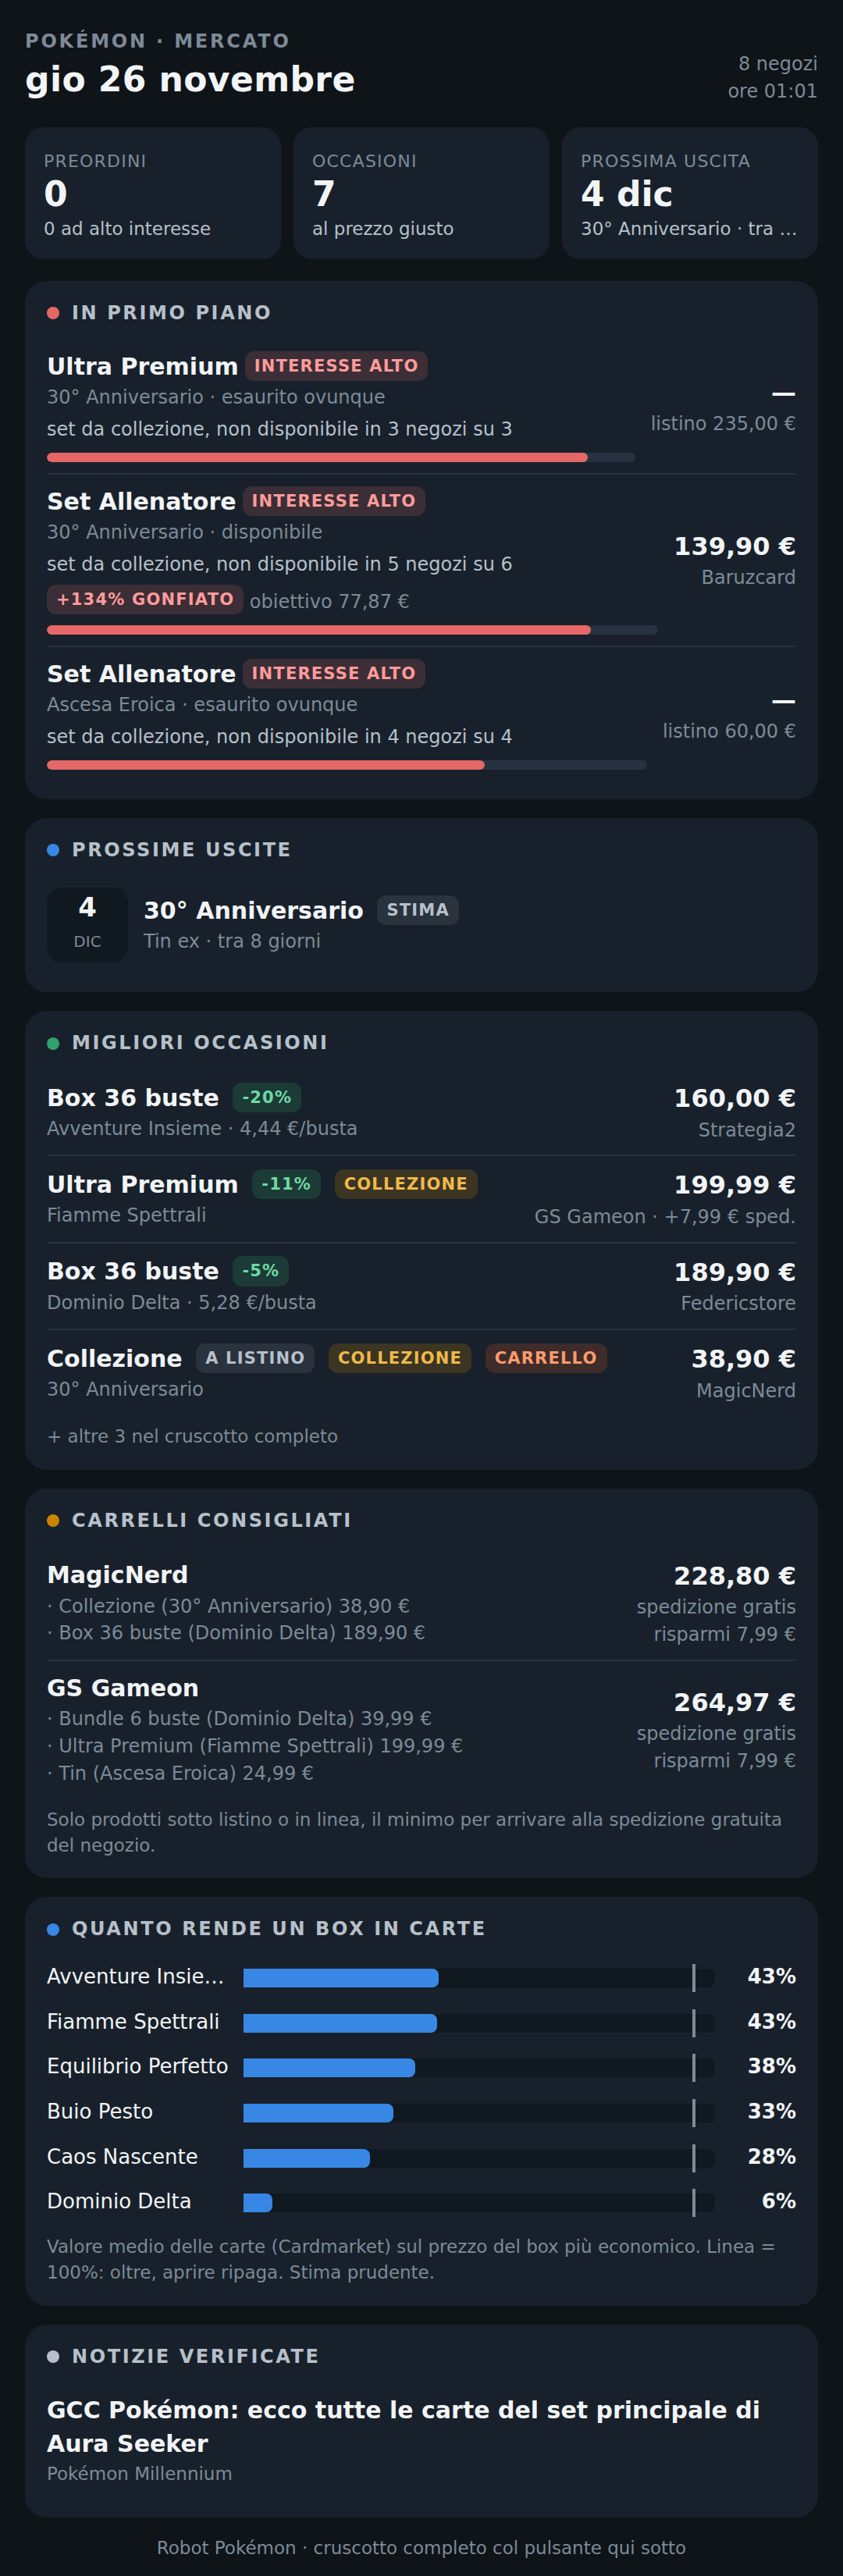 POKÉMON · MERCATO
gio 26 novembre
8 negozi
ore 01:01
PREORDINI
0
0 ad alto interesse
OCCASIONI
7
al prezzo giusto
PROSSIMA USCITA
4 dic
30° Anniversario · tra …
IN PRIMO PIANO
Ultra Premium INTERESSE ALTO
30° Anniversario · esaurito ovunque
set da collezione, non disponibile in 3 negozi su 3
—
listino 235,00 €
Set Allenatore INTERESSE ALTO
30° Anniversario · disponibile
set da collezione, non disponibile in 5 negozi su 6
+134% GONFIATO obiettivo 77,87 €
139,90 €
Baruzcard
Set Allenatore INTERESSE ALTO
Ascesa Eroica · esaurito ovunque
set da collezione, non disponibile in 4 negozi su 4
—
listino 60,00 €
PROSSIME USCITE
4
DIC
30° Anniversario STIMA
Tin ex · tra 8 giorni
MIGLIORI OCCASIONI
Box 36 buste -20%
Avventure Insieme · 4,44 €/busta
160,00 €
Strategia2
Ultra Premium -11% COLLEZIONE
Fiamme Spettrali
199,99 €
GS Gameon · +7,99 € sped.
Box 36 buste -5%
Dominio Delta · 5,28 €/busta
189,90 €
Federicstore
Collezione A LISTINO COLLEZIONE CARRELLO
30° Anniversario
38,90 €
MagicNerd
+ altre 3 nel cruscotto completo
CARRELLI CONSIGLIATI
MagicNerd
· Collezione (30° Anniversario) 38,90 €
· Box 36 buste (Dominio Delta) 189,90 €
228,80 €
spedizione gratis
risparmi 7,99 €
GS Gameon
· Bundle 6 buste (Dominio Delta) 39,99 €
· Ultra Premium (Fiamme Spettrali) 199,99 €
· Tin (Ascesa Eroica) 24,99 €
264,97 €
spedizione gratis
risparmi 7,99 €
Solo prodotti sotto listino o in linea, il minimo per arrivare alla spedizione gratuita
del negozio.
QUANTO RENDE UN BOX IN CARTE
Avventure Insie… 43%
Fiamme Spettrali 43%
Equilibrio Perfetto 38%
Buio Pesto 33%
Caos Nascente 28%
Dominio Delta 6%
Valore medio delle carte (Cardmarket) sul prezzo del box più economico. Linea =
100%: oltre, aprire ripaga. Stima prudente.
NOTIZIE VERIFICATE
GCC Pokémon: ecco tutte le carte del set principale di
Aura Seeker
Pokémon Millennium
Robot Pokémon · cruscotto completo col pulsante qui sotto